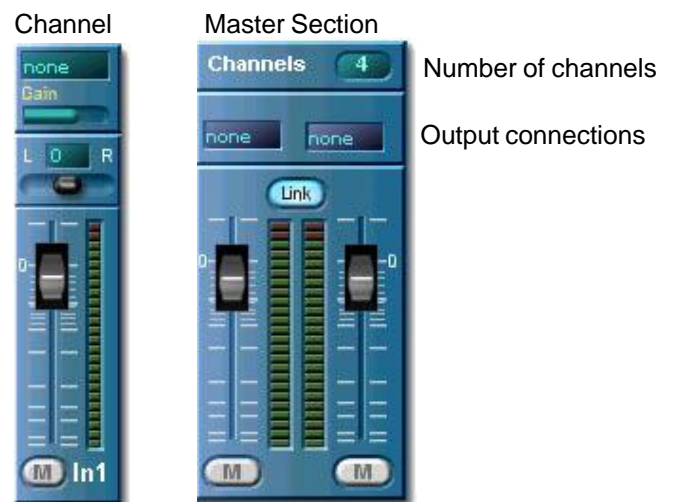 Channel
none
Gain
L 0 R
0
M In1
Master Section
Channels 4
Number of channels
none none
Output connections
Link
0 0
M M